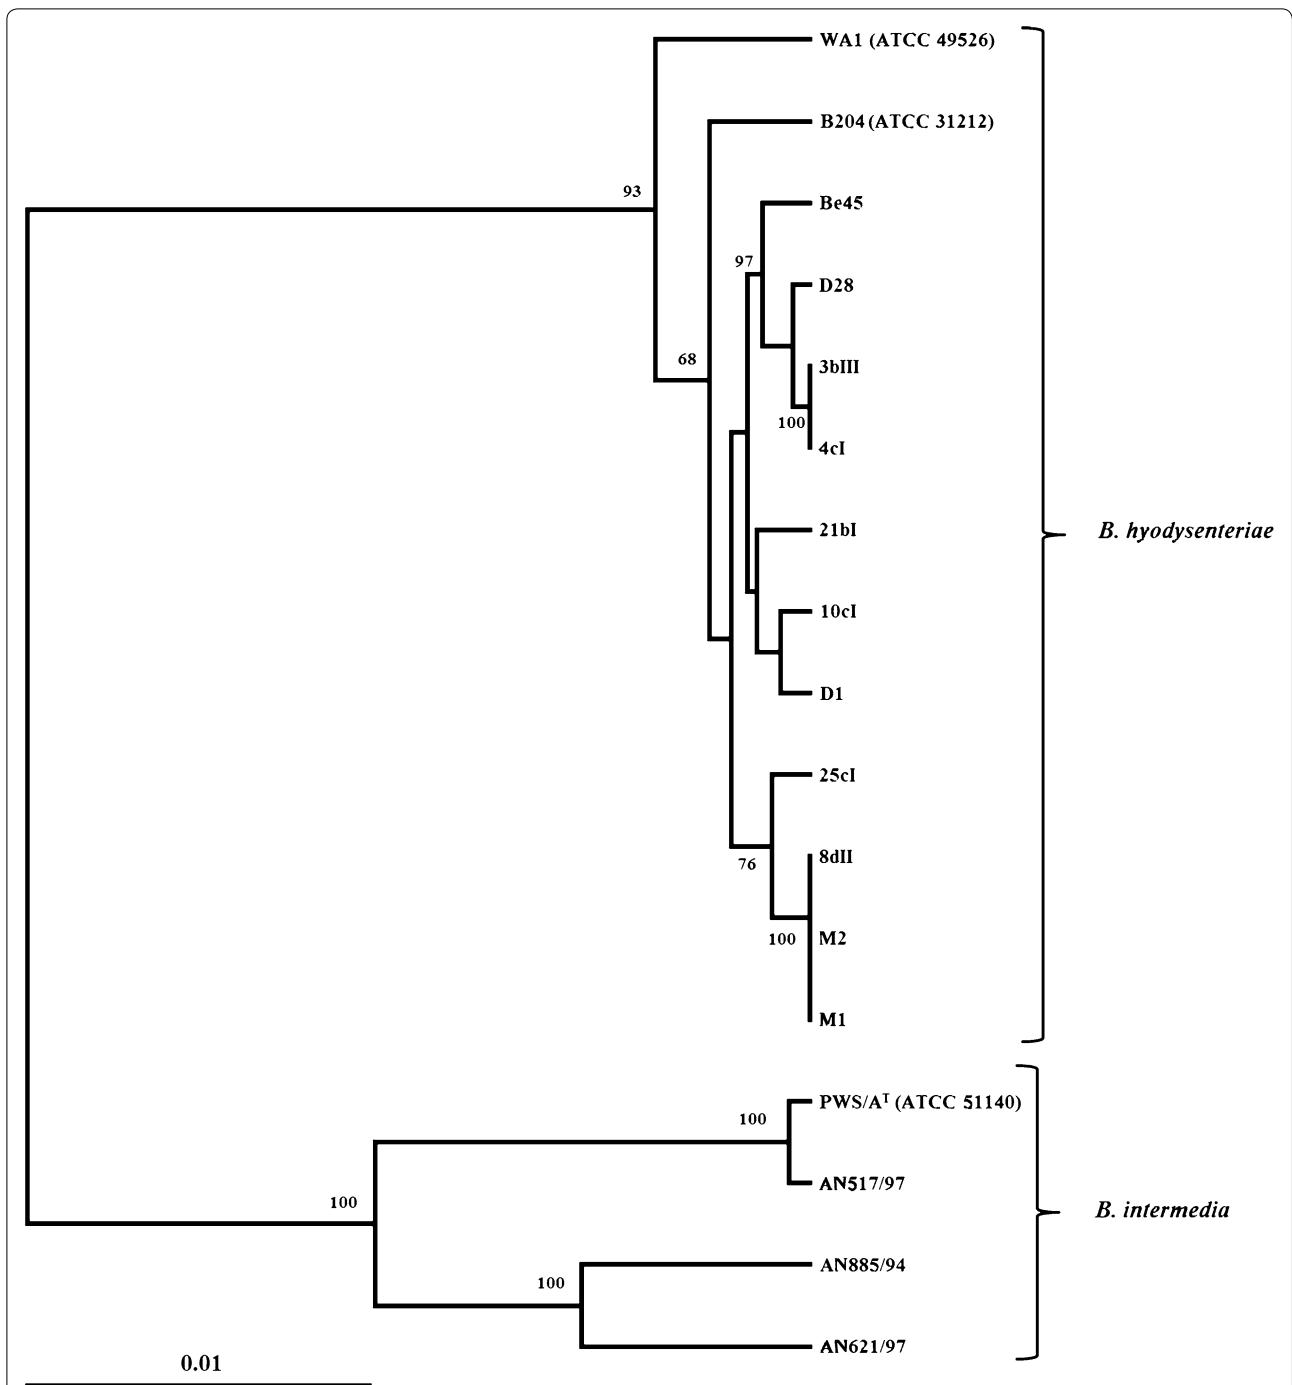 WA1 (ATCC 49526)
B204 (ATCC 31212)
93
Be45
97
D28
68
3bIII
100
4cI
21bI
B. hyodysenteriae
10cI
D1
25cI
8dII
76
M2
100
M1
PWS/Aᵀ (ATCC 51140)
100
AN517/97
100
B. intermedia
AN885/94
100
AN621/97
0.01